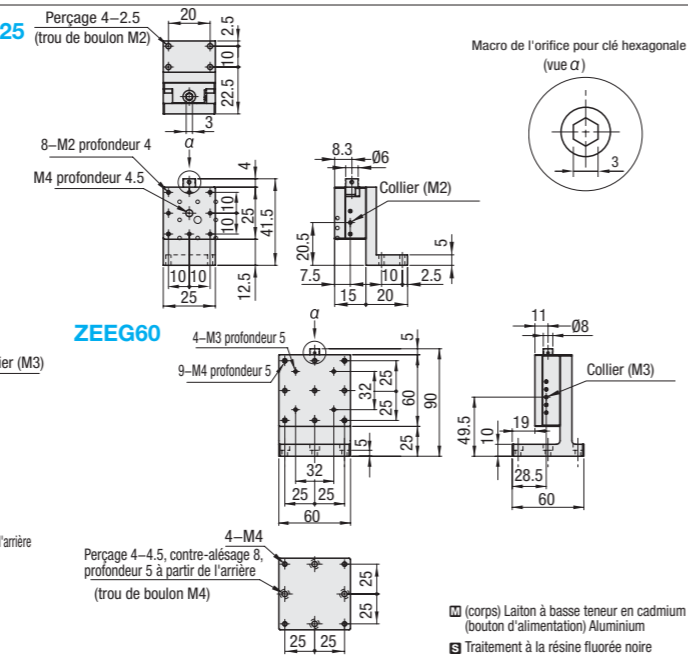 25
Perçage 4−2.5
(trou de boulon M2)
20
2.5
10
22.5
3
α
Macro de l'orifice pour clé hexagonale
(vue α)
3
8−M2 profondeur 4
M4 profondeur 4.5
4
10 10
25
41.5
12.5
10 10
25
8.3
Ø6
Collier (M2)
20.5
7.5
15
10
20
2.5
5
ZEEG60
ier (M3)
α
4−M3 profondeur 5
9−M4 profondeur 5
5
32
25
25
60
90
5
25
32
25 25
60
11
Ø8
Collier (M3)
49.5
10
19
28.5
60
l'arrière
4−M4
Perçage 4−4.5, contre-alésage 8,
profondeur 5 à partir de l'arrière
(trou de boulon M4)
25
25
25 25
M (corps) Laiton à basse teneur en cadmium
(bouton d'alimentation) Aluminium
S Traitement à la résine fluorée noire